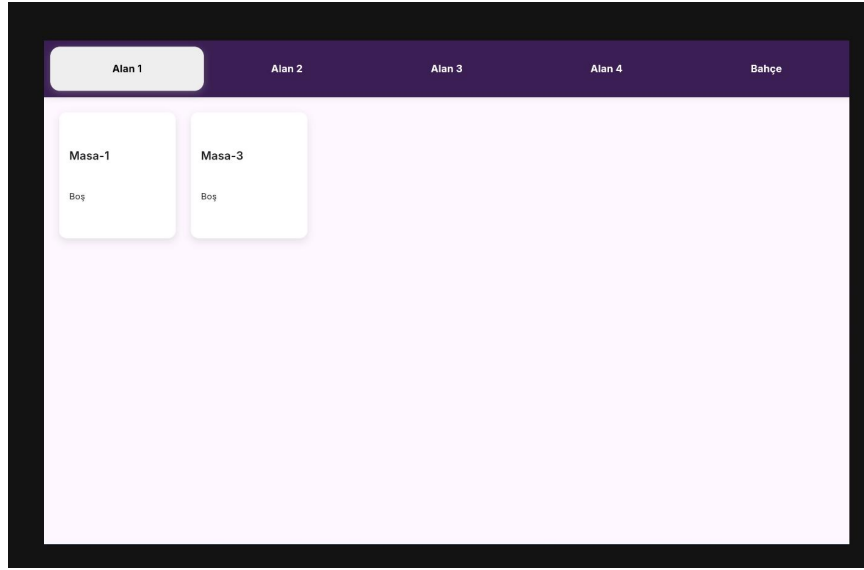 Alan 1
Alan 2
Alan 3
Alan 4
Bahçe
Masa-1
Boş
Masa-3
Boş